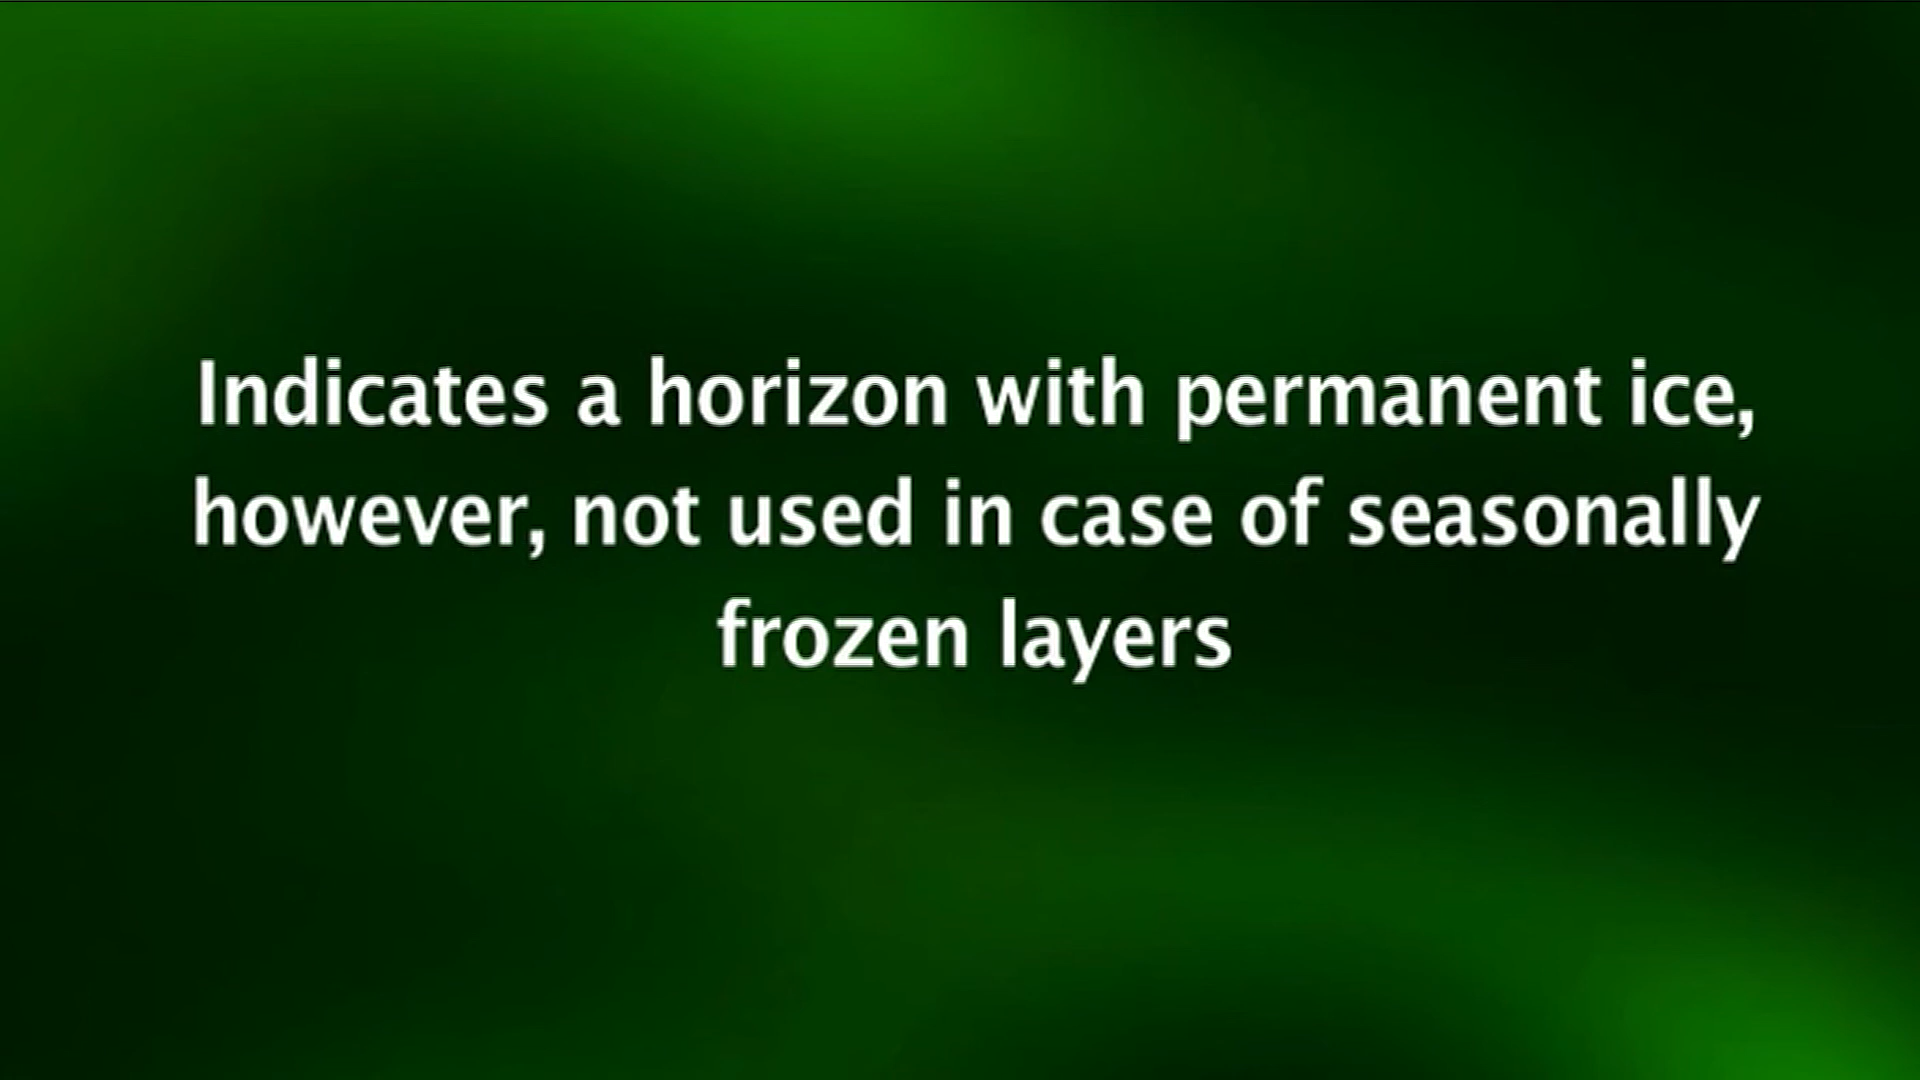 Indicates a horizon with permanent ice,
however, not used in case of seasonally
frozen layers